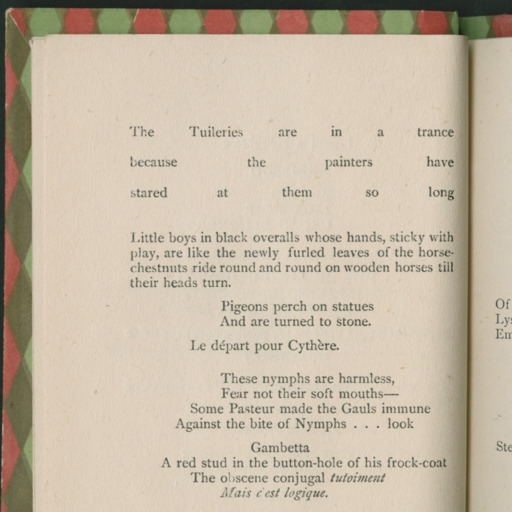 The Tuileries are in a trance
because the painters have
stared at them so long
Little boys in black overalls whose hands, sticky with
play, are like the newly furled leaves of the horse-
chestnuts ride round and round on wooden horses till
their heads turn.
Pigeons perch on statues
And are turned to stone.
Le départ pour Cythère.
These nymphs are harmless,
Fear not their soft mouths—
Some Pasteur made the Gauls immune
Against the bite of Nymphs . . . look
Gambetta
A red stud in the button-hole of his frock-coat
The obscene conjugal tutoiment
Mais c'est logique.
Of
Lys
Em
Ste